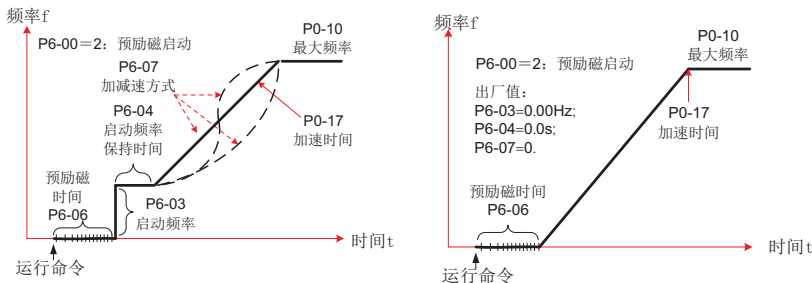 频率f
P6-00=2：预励磁启动
P0-10
最大频率
P6-07
加减速方式
P6-04
启动频率
保持时间
P0-17
加速时间
预励磁
时间
P6-06
P6-03
启动频率
时间t
运行命令
频率f
P0-10
最大频率
P6-00=2：预励磁启动
出厂值:
P6-03=0.00Hz;
P6-04=0.0s;
P6-07=0.
P0-17
加速时间
预励磁时间
P6-06
时间t
运行命令